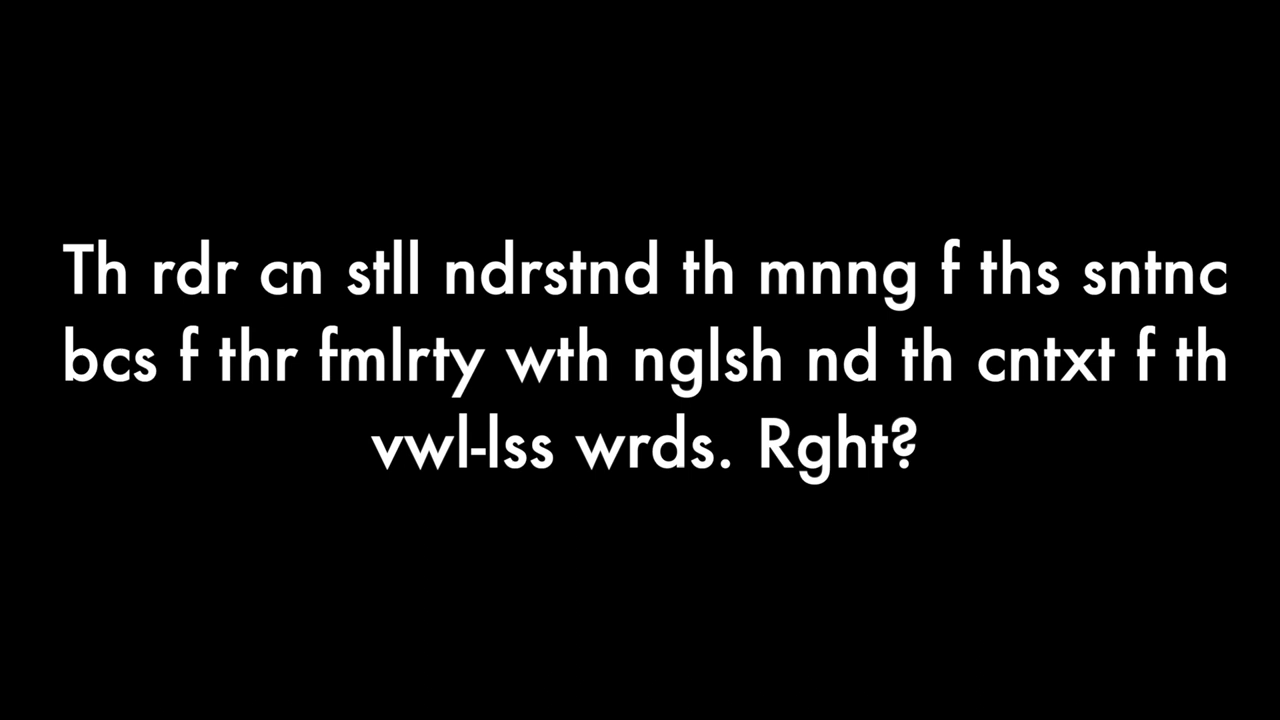 Th rdr cn stll ndrstnd th mnng f ths sntnc
bcs f thr fmlrty wth nglsh nd th cntxt f th
vwl-lss wrds. Rght?